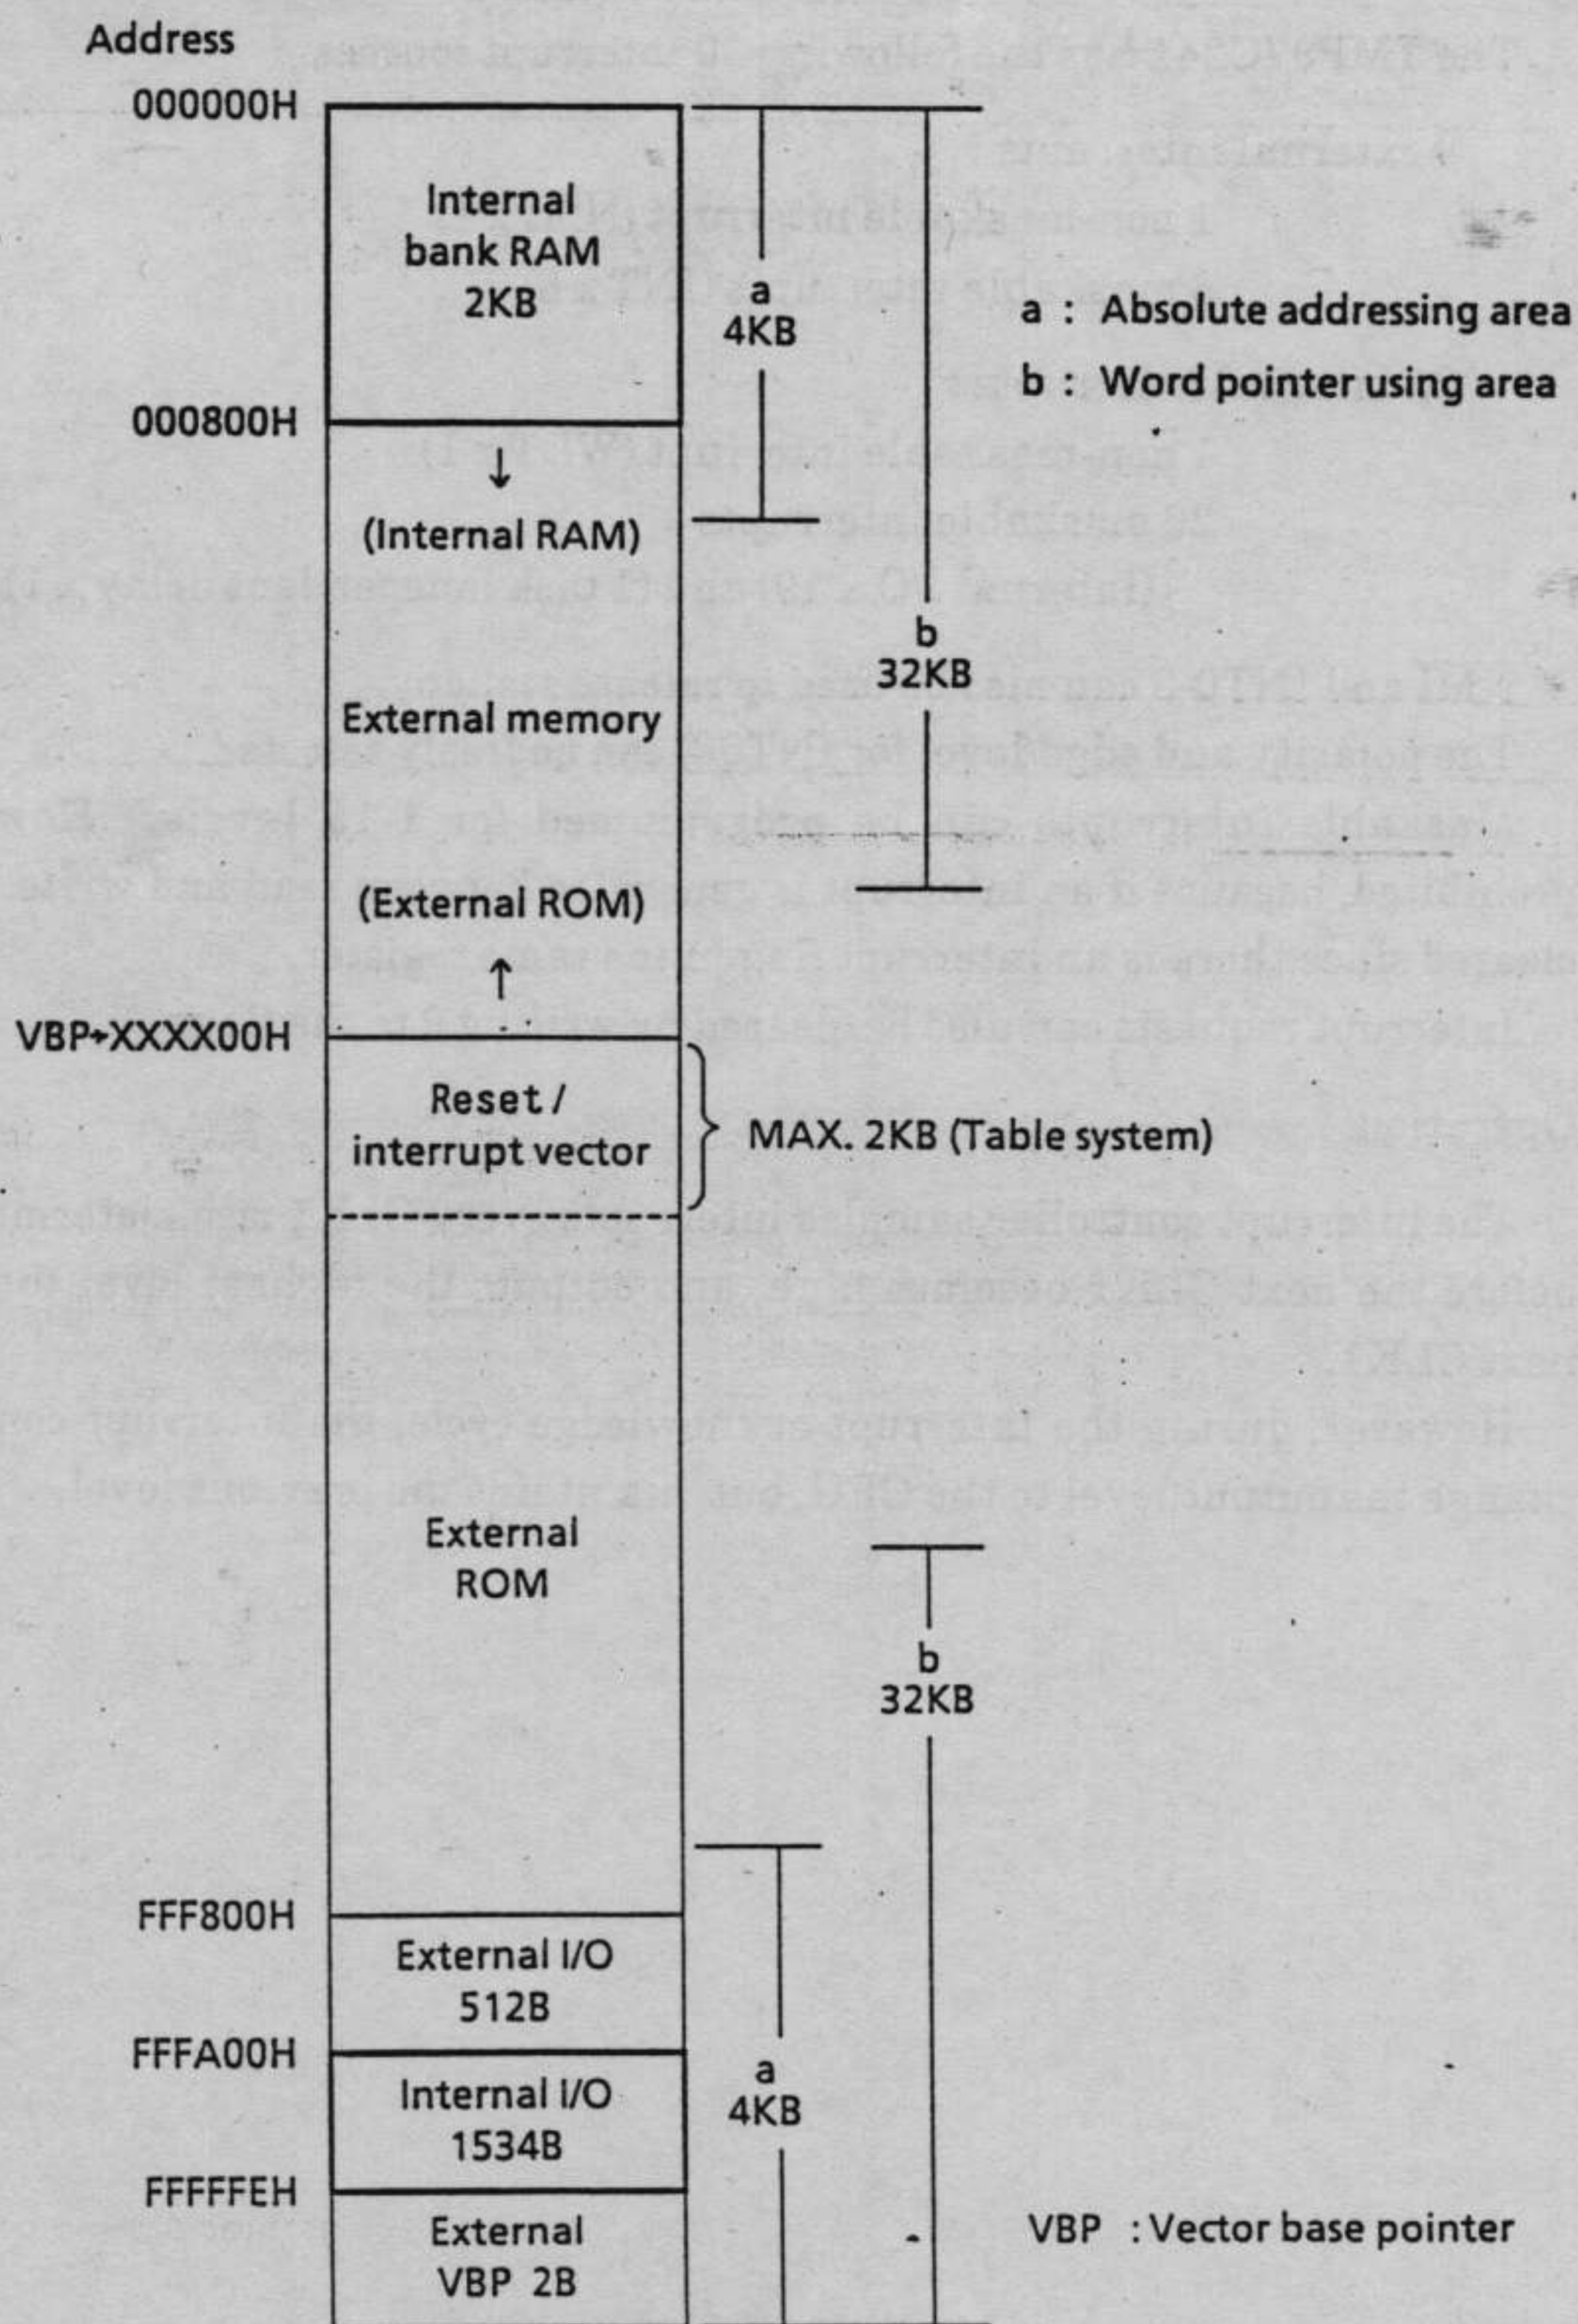 Address
000000H
Internal
bank RAM
2KB
a
4KB
a : Absolute addressing area
b : Word pointer using area
000800H
↓
(Internal RAM)
b
32KB
External memory
(External ROM)
↑
VBP→XXXX00H
Reset /
interrupt vector
MAX. 2KB (Table system)
External
ROM
b
32KB
FFF800H
External I/O
512B
FFFA00H
Internal I/O
1534B
a
4KB
FFFFFEH
External
VBP 2B
VBP : Vector base pointer